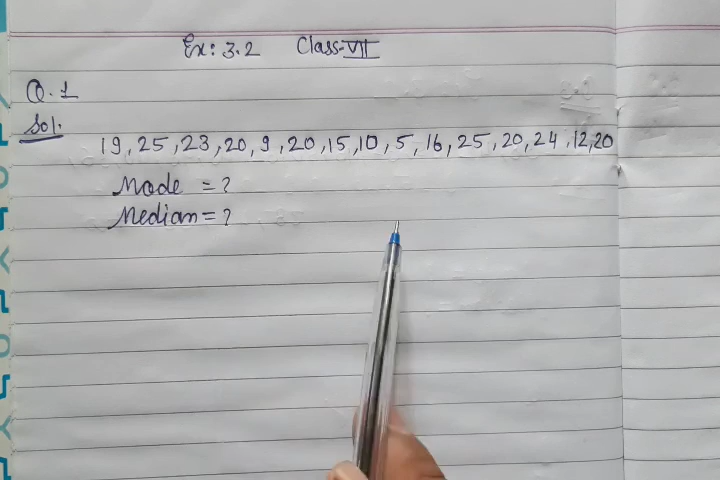 Ex: 3.2 Class-VII
Q.1
Sol.
19, 25, 23, 20, 9, 20, 15, 10, 5, 16, 25, 20, 24, 12, 20
Mode = ?
Median = ?